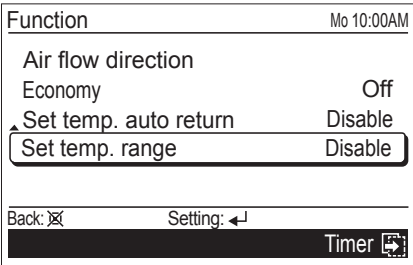 Function Mo 10:00AM
Air flow direction
Economy Off
Set temp. auto return Disable
Set temp. range Disable
Back: Setting:
Timer